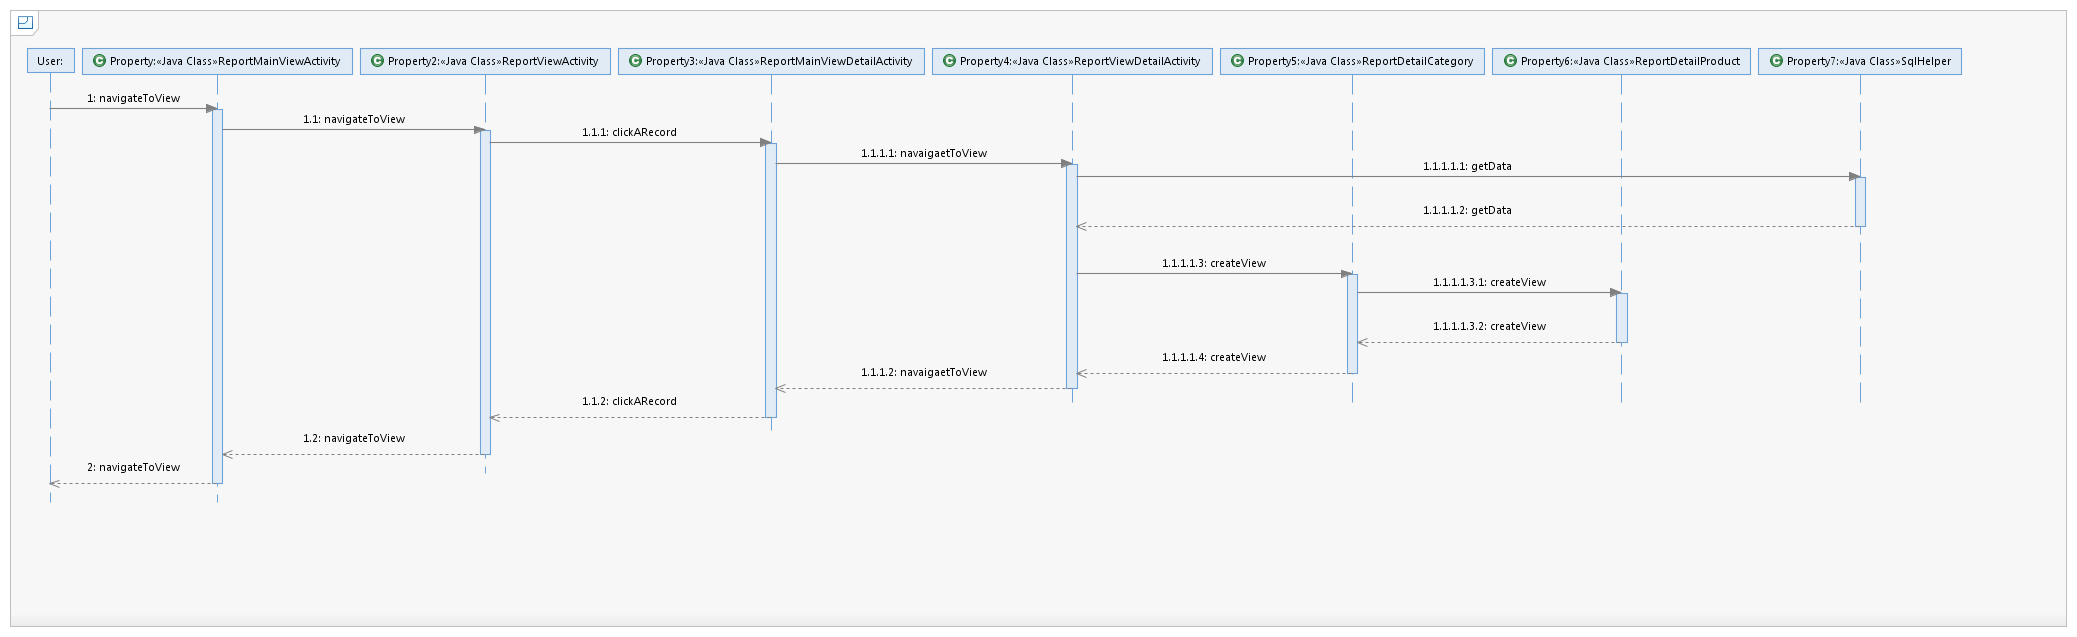 User:
C Property:«Java Class»ReportMainViewActivity
C Property2:«Java Class»ReportViewActivity
C Property3:«Java Class»ReportMainViewDetailActivity
C Property4:«Java Class»ReportViewDetailActivity
C Property5:«Java Class»ReportDetailCategory
C Property6:«Java Class»ReportDetailProduct
C Property7:«Java Class»SqlHelper
1: navigateToView
1.1: navigateToView
1.1.1: clickARecord
1.1.1.1: navaigaetToView
1.1.1.1.1: getData
1.1.1.1.2: getData
1.1.1.1.3: createView
1.1.1.1.3.1: createView
1.1.1.1.3.2: createView
1.1.1.1.4: createView
1.1.1.2: navaigaetToView
1.1.2: clickARecord
1.2: navigateToView
2: navigateToView